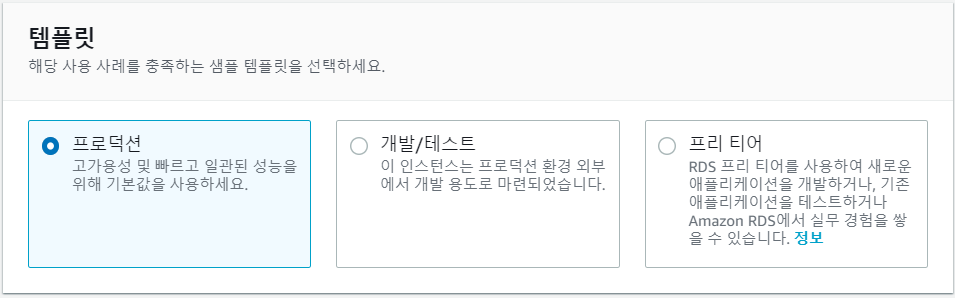 템플릿
해당 사용 사례를 충족하는 샘플 템플릿을 선택하세요.
프로덕션
고가용성 및 빠르고 일관된 성능을
위해 기본값을 사용하세요.
개발/테스트
이 인스턴스는 프로덕션 환경 외부
에서 개발 용도로 마련되었습니다.
프리 티어
RDS 프리 티어를 사용하여 새로운
애플리케이션을 개발하거나, 기존
애플리케이션을 테스트하거나
Amazon RDS에서 실무 경험을 쌓
을 수 있습니다. 정보